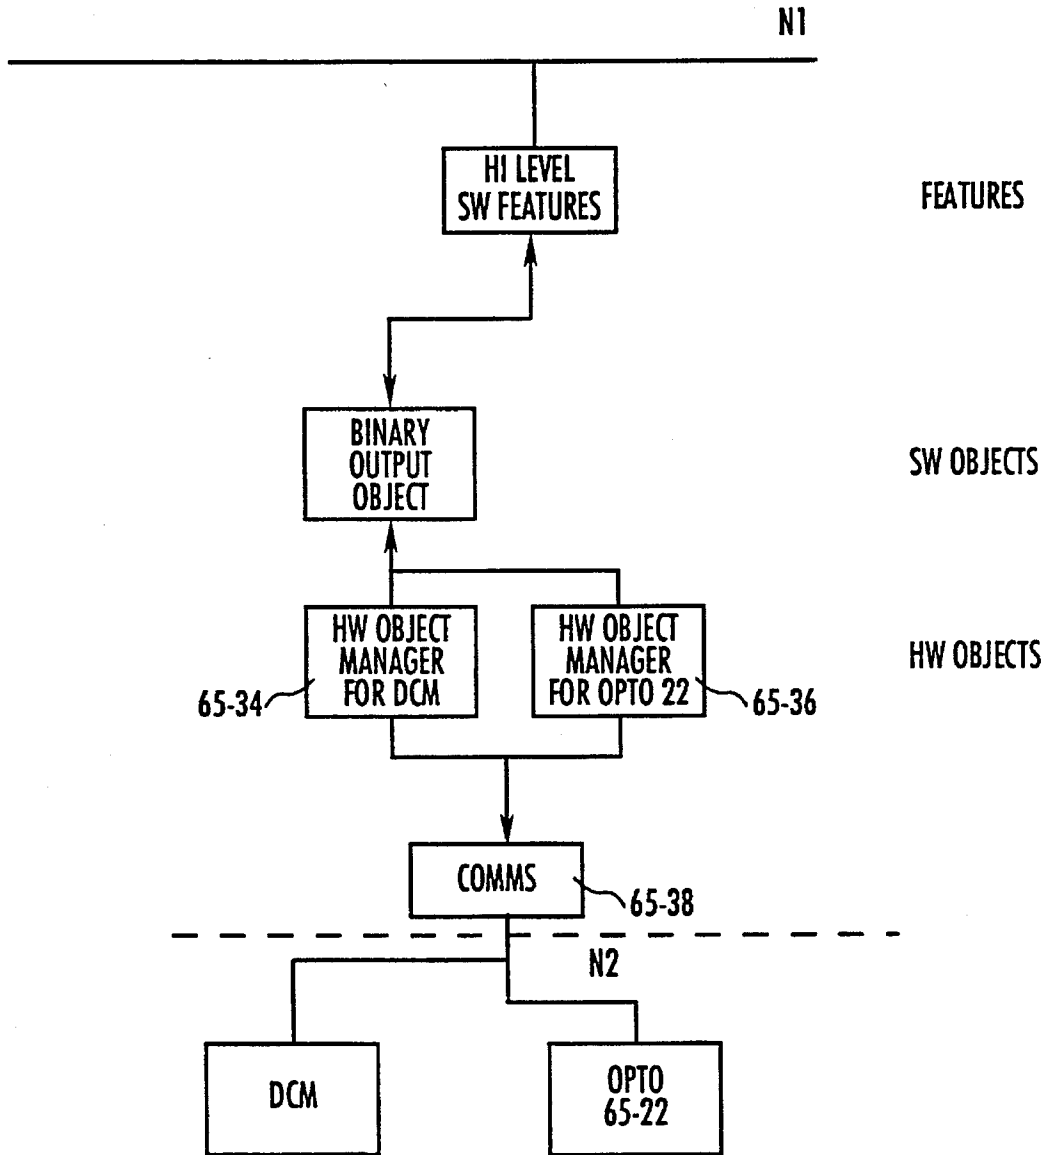 N1
HI LEVEL
SW FEATURES
FEATURES
BINARY
OUTPUT
OBJECT
SW OBJECTS
HW OBJECT
MANAGER
FOR DCM
HW OBJECT
MANAGER
FOR OPTO 22
HW OBJECTS
65-34
65-36
COMMS
65-38
N2
DCM
OPTO
65-22